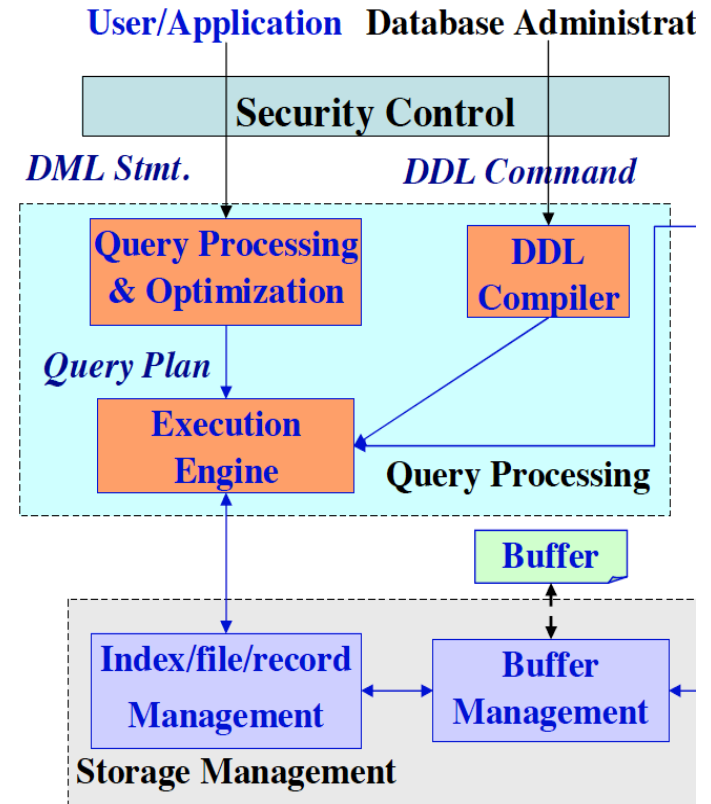 User/Application Database Administrat
Security Control
DML Stmt. DDL Command
Query Processing
& Optimization
DDL
Compiler
Query Plan
Execution
Engine
Query Processing
Buffer
Index/file/record
Management
Buffer
Management
Storage Management